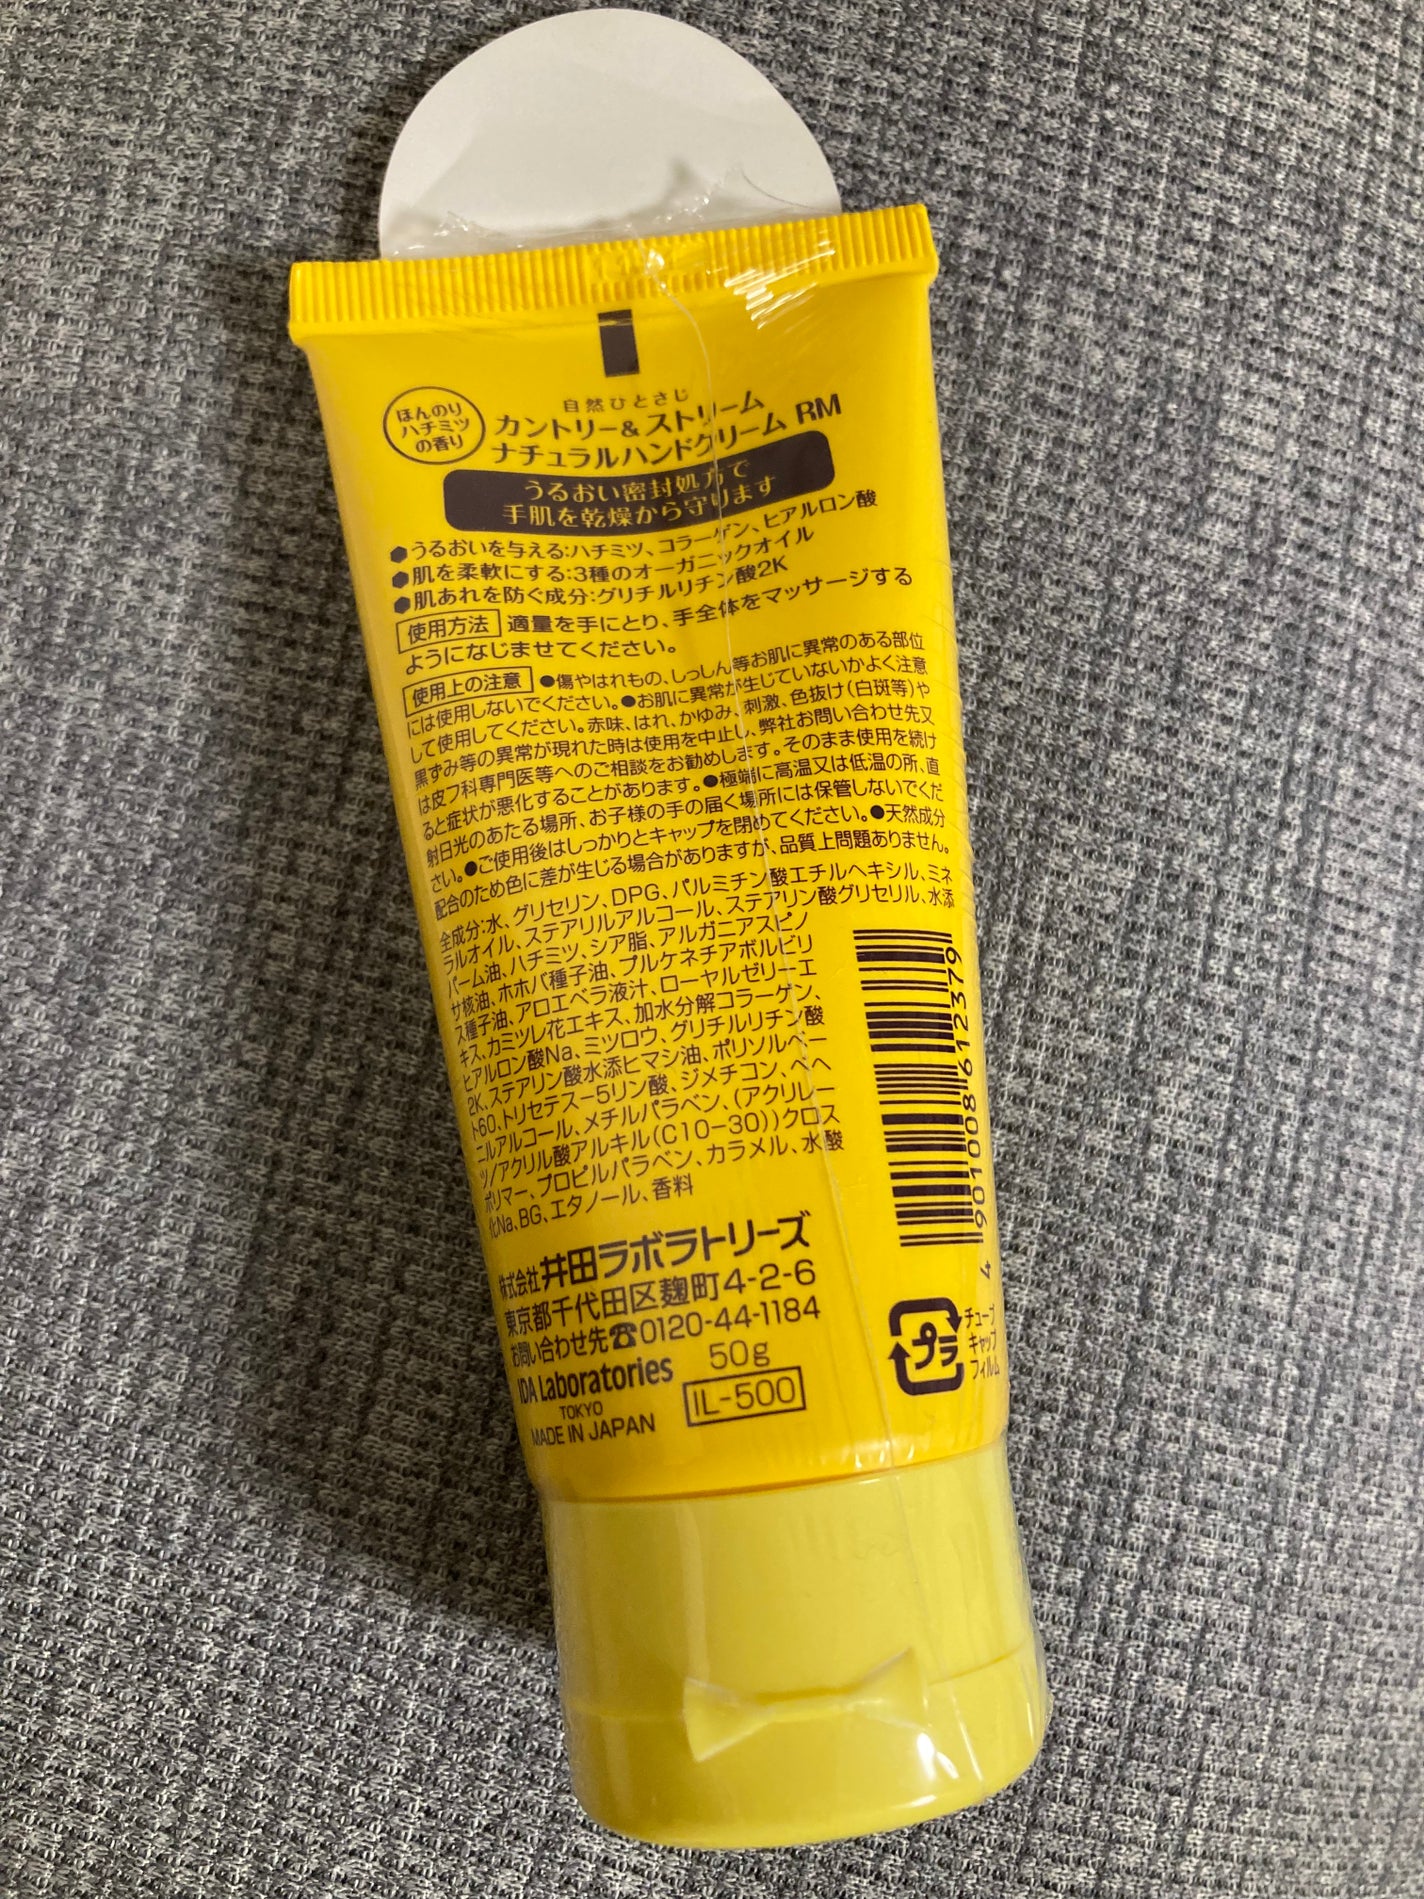 ほんのり
ハチミツ
の香り
自然ひとさじ
カントリー&ストリーム
ナチュラルハンドクリーム RM
うるおい密封処方で
手肌を乾燥から守ります
●うるおいを与える:ハチミツ、コラーゲン、ヒアルロン酸
●肌を柔軟にする:3種のオーガニックオイル
●肌あれを防ぐ成分:グリチルリチン酸2K
使用方法 適量を手にとり、手全体をマッサージする
ようになじませてください。
使用上の注意 ●傷やはれもの、しっしん等お肌に異常のある部位
には使用しないでください。●お肌に異常が生じていないかよく注意
して使用してください。赤味、はれ、かゆみ、刺激、色抜け(白斑等)や
黒ずみ等の異常が現れた時は使用を中止し、弊社お問い合わせ先又
は皮フ科専門医等へのご相談をお勧めします。そのまま使用を続け
ると症状が悪化することがあります。●極端に高温又は低温の所、直
射日光のあたる場所、お子様の手の届く場所には保管しないでくだ
さい。●ご使用後はしっかりとキャップを閉めてください。●天然成分
配合のため色に差が生じる場合がありますが、品質上問題ありません。
全成分:水、グリセリン、DPG、パルミチン酸エチルヘキシル、ミネ
ラルオイル、ステアリルアルコール、ステアリン酸グリセリル、水添
パーム油、ハチミツ、シア脂、アルガニアスピノ
サ核油、ホホバ種子油、プルケネチアボルビリ
ス種子油、アロエベラ液汁、ローヤルゼリーエ
キス、カミツレ花エキス、加水分解コラーゲン、
ヒアルロン酸Na、ミツロウ、グリチルリチン酸
2K、ステアリン酸水添ヒマシ油、ポリソルベー
ト60、トリセテス-5リン酸、ジメチコン、ベヘ
ニルアルコール、メチルパラベン、(アクリレー
ツ/アクリル酸アルキル(C10-30))クロス
ポリマー、プロピルパラベン、カラメル、水酸
化Na、BG、エタノール、香料
株式会社井田ラボラトリーズ
東京都千代田区麹町4-2-6
お問い合わせ先☎0120-44-1184
IDA Laboratories 50g
TOKYO
MADE IN JAPAN IL-500
4 901008 612379
プラ
チューブ
キャップ
フィルム